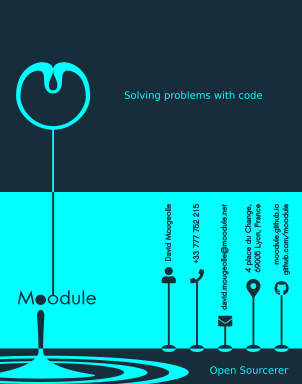 Solving problems with code
David Mougeolle
+33 777 752 215
david.mougeolle@moodule.net
4 place du Change,
69005 Lyon, France
moodule.github.io
github.com/moodule
Moodule
Open Sourcerer